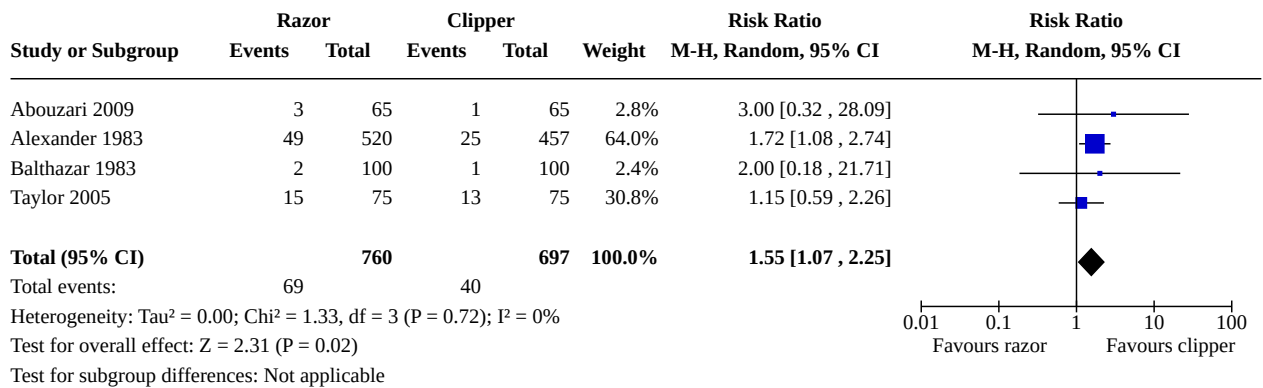 Razor Clipper Risk Ratio Risk Ratio
Study or Subgroup Events Total Events Total Weight M-H, Random, 95% CI M-H, Random, 95% CI
Abouzari 2009 3 65 1 65 2.8% 3.00 [0.32 , 28.09]
Alexander 1983 49 520 25 457 64.0% 1.72 [1.08 , 2.74]
Balthazar 1983 2 100 1 100 2.4% 2.00 [0.18 , 21.71]
Taylor 2005 15 75 13 75 30.8% 1.15 [0.59 , 2.26]
Total (95% CI) 760 697 100.0% 1.55 [1.07 , 2.25]
Total events: 69 40
Heterogeneity: Tau² = 0.00; Chi² = 1.33, df = 3 (P = 0.72); I² = 0%
Test for overall effect: Z = 2.31 (P = 0.02)
Test for subgroup differences: Not applicable
0.01 0.1 1 10 100
Favours razor Favours clipper